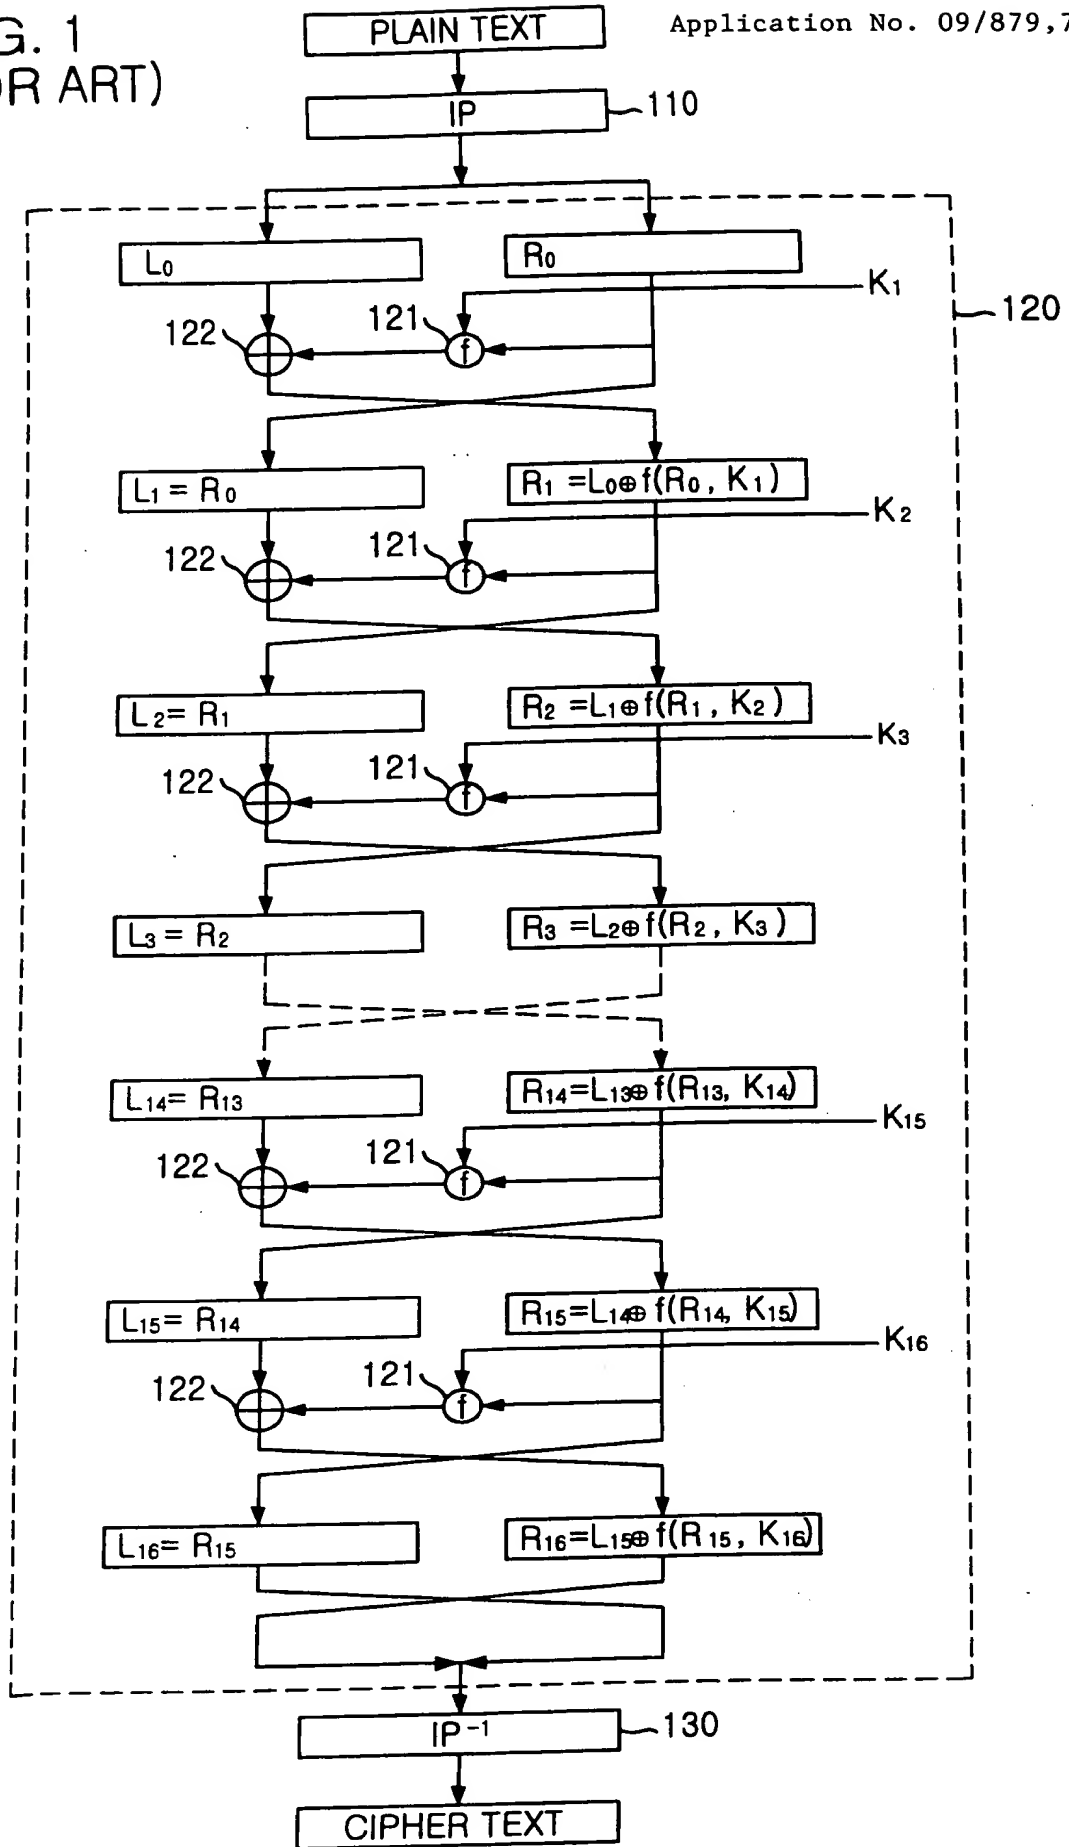 G. 1
OR ART)
Application No. 09/879,7
PLAIN TEXT
IP
110
L₀
R₀
K₁
120
122
121
f
L₁ = R₀
R₁ =L₀⊕f(R₀, K₁)
K₂
122
121
f
L₂= R₁
R₂ =L₁⊕f(R₁, K₂)
K₃
122
121
f
L₃ = R₂
R₃ =L₂⊕f(R₂, K₃)
L₁₄= R₁₃
R₁₄=L₁₃⊕ f(R₁₃, K₁₄)
K₁₅
122
121
f
L₁₅= R₁₄
R₁₅=L₁₄⊕ f(R₁₄, K₁₅)
K₁₆
122
121
f
L₁₆= R₁₅
R₁₆=L₁₅⊕ f(R₁₅, K₁₆)
IP⁻¹
130
CIPHER TEXT